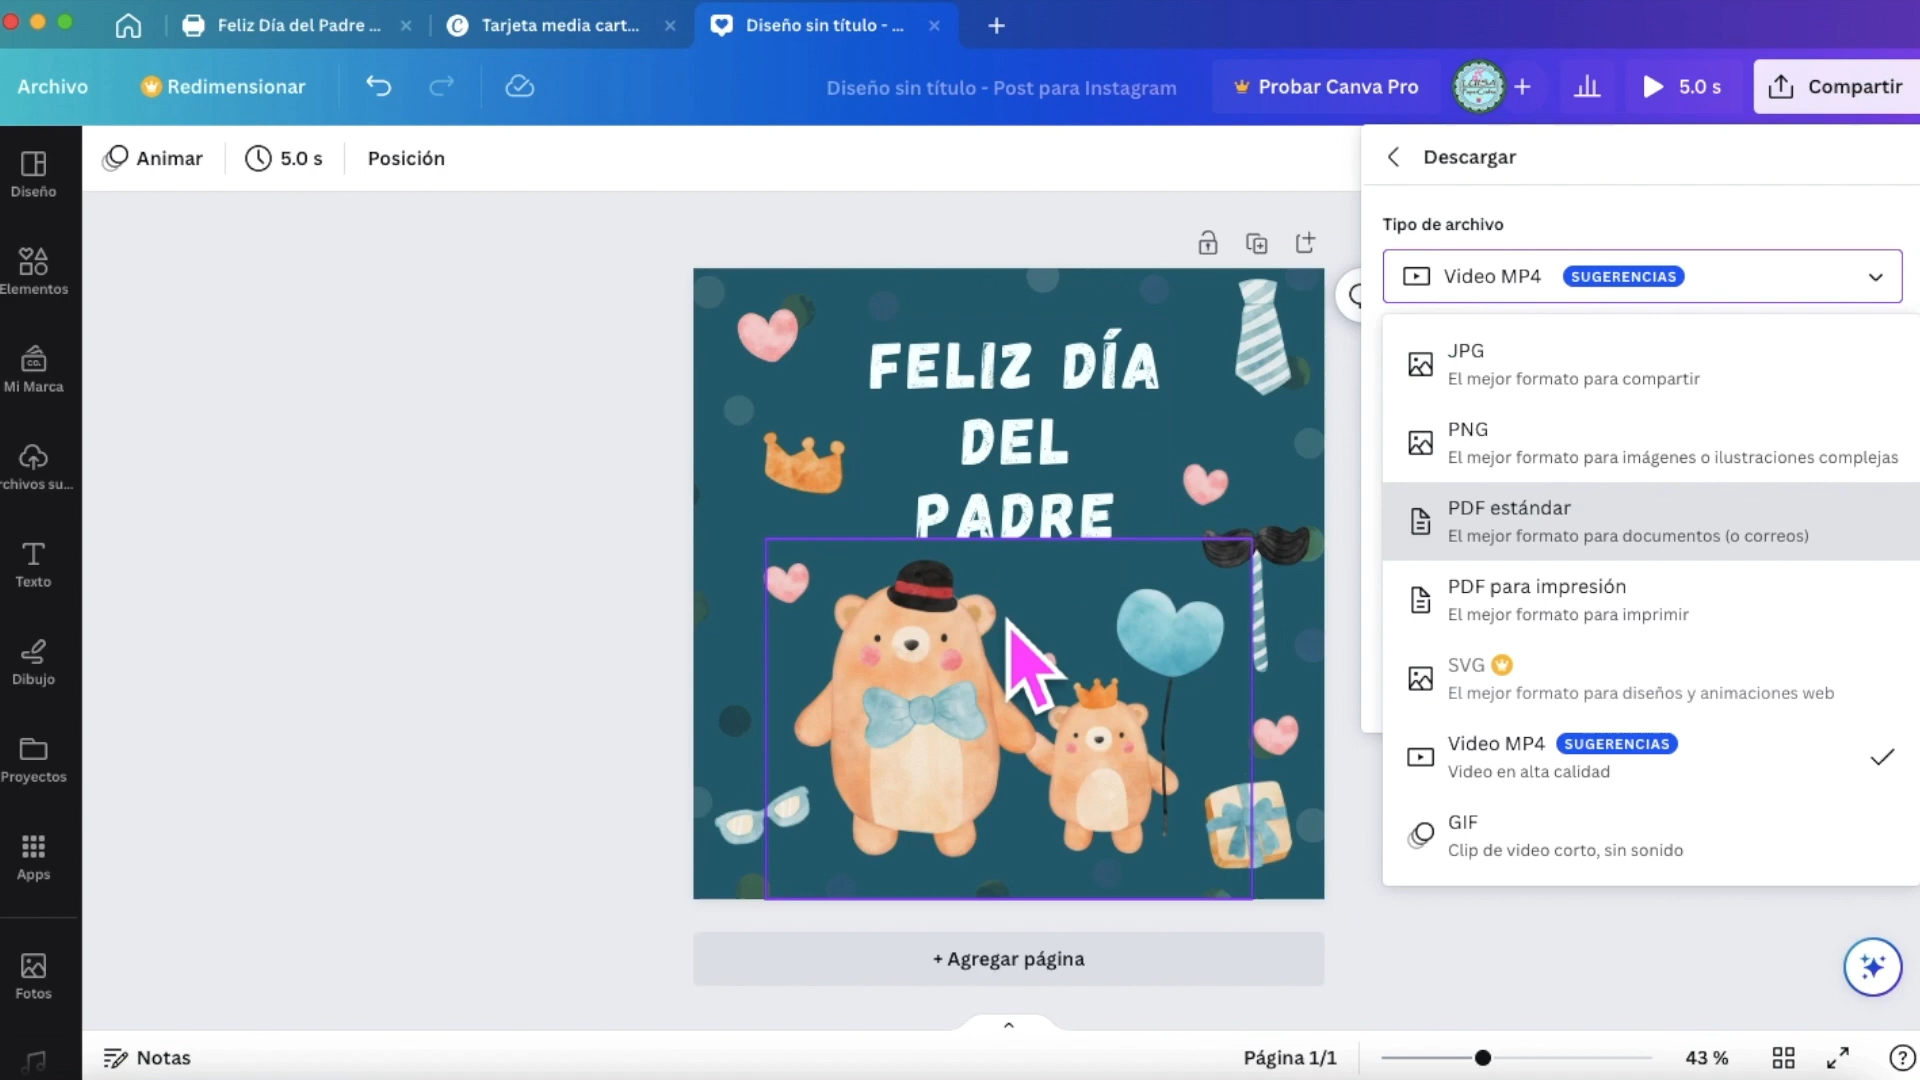 Feliz Día del Padre ...
Tarjeta media cart...
Diseño sin título - ...
Archivo
Redimensionar
Diseño sin título - Post para Instagram
Probar Canva Pro
5.0 s
Compartir
Animar
5.0 s
Posición
Descargar
Diseño
Elementos
Mi Marca
rchivos su...
Texto
Dibujo
Proyectos
Apps
Fotos
Tipo de archivo
Video MP4 SUGERENCIAS
JPG
El mejor formato para compartir
PNG
El mejor formato para imágenes o ilustraciones complejas
PDF estándar
El mejor formato para documentos (o correos)
PDF para impresión
El mejor formato para imprimir
SVG
El mejor formato para diseños y animaciones web
Video MP4 SUGERENCIAS
Video en alta calidad
GIF
Clip de video corto, sin sonido
FELIZ DÍA
DEL
PADRE
+ Agregar página
Notas
Página 1/1
43 %